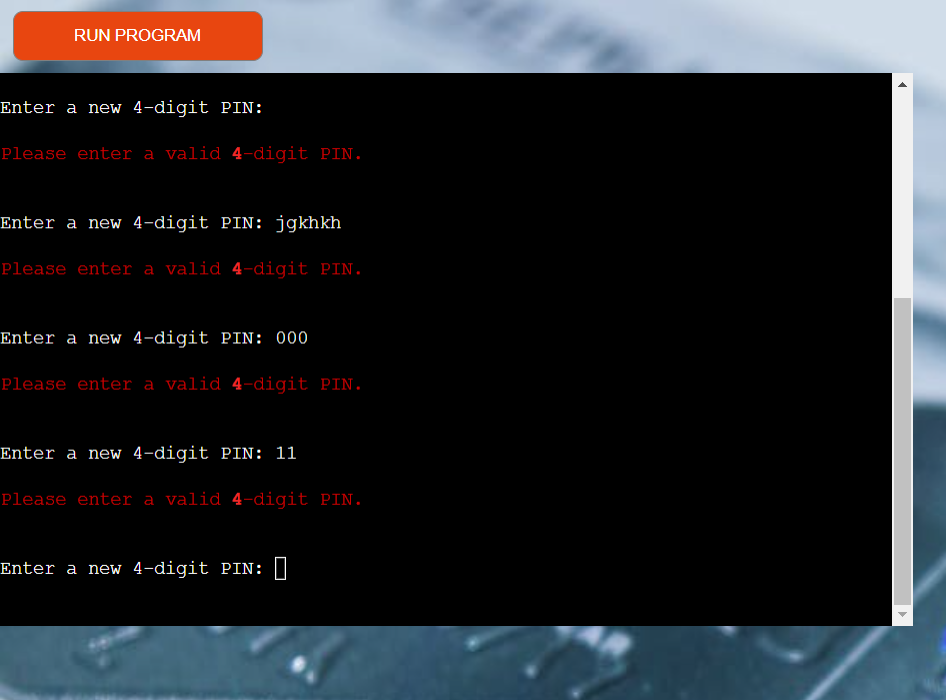 RUN PROGRAM
Enter a new 4-digit PIN:
Please enter a valid 4-digit PIN.
Enter a new 4-digit PIN: jgkhkh
Please enter a valid 4-digit PIN.
Enter a new 4-digit PIN: 000
Please enter a valid 4-digit PIN.
Enter a new 4-digit PIN: 11
Please enter a valid 4-digit PIN.
Enter a new 4-digit PIN: